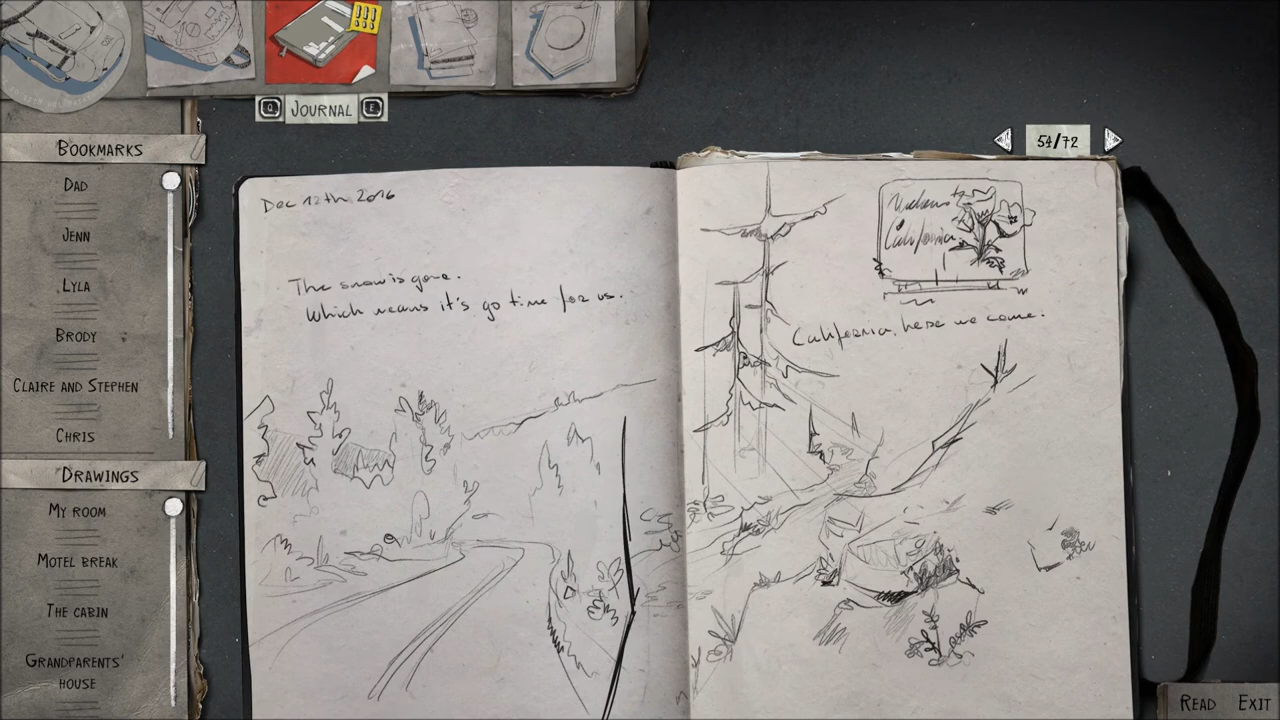 Q
JOURNAL
E
BOOKMARKS
DAD
JENN
LYLA
BRODY
CLAIRE AND STEPHEN
CHRIS
DRAWINGS
MY ROOM
MOTEL BREAK
THE CABIN
GRANDPARENTS'
HOUSE
54/72
Dec 12th 2016
The snow is gone.
Which means it's go time for us.
California
California, here we come.
READ EXIT